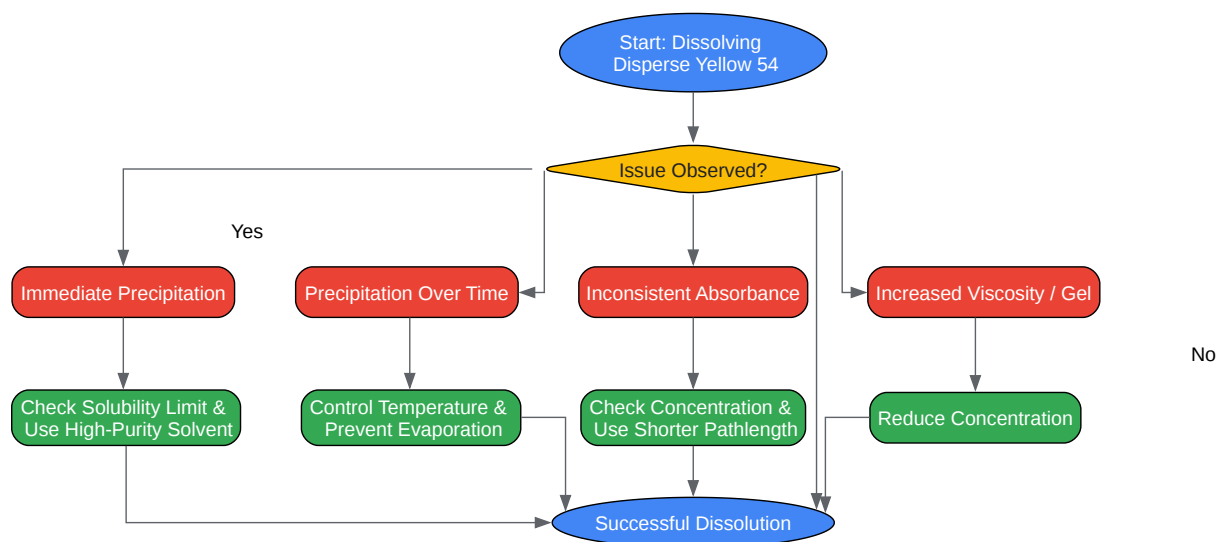 Start: Dissolving
Disperse Yellow 54
Issue Observed?
Yes
Immediate Precipitation
Precipitation Over Time
Inconsistent Absorbance
Increased Viscosity / Gel
No
Check Solubility Limit &
Use High-Purity Solvent
Control Temperature &
Prevent Evaporation
Check Concentration &
Use Shorter Pathlength
Reduce Concentration
Successful Dissolution